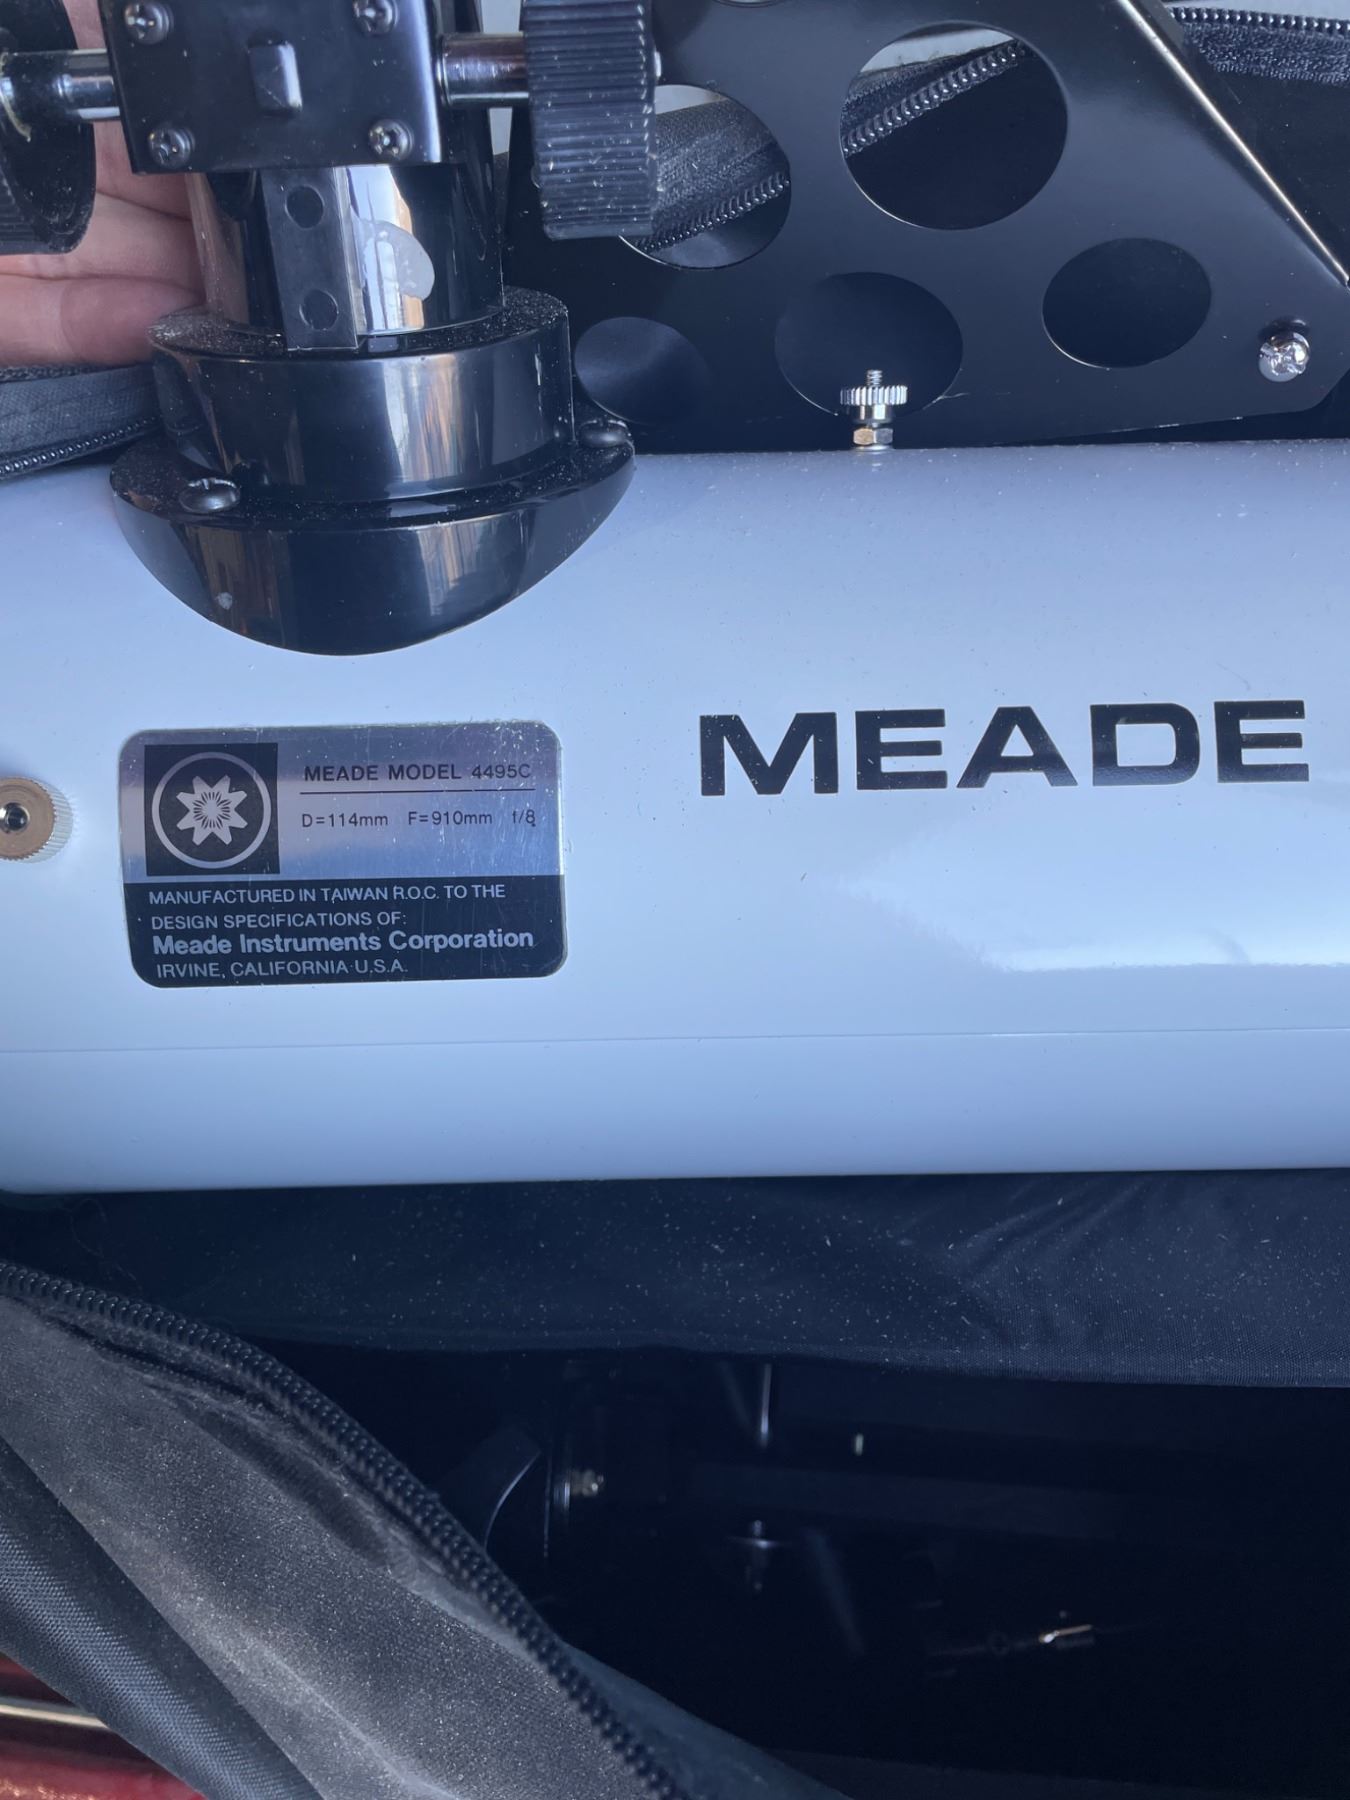 MEADE
MEADE MODEL 4495C
D=114mm F=910mm f/8
MANUFACTURED IN TAIWAN R.O.C. TO THE
DESIGN SPECIFICATIONS OF:
Meade Instruments Corporation
IRVINE, CALIFORNIA U.S.A.